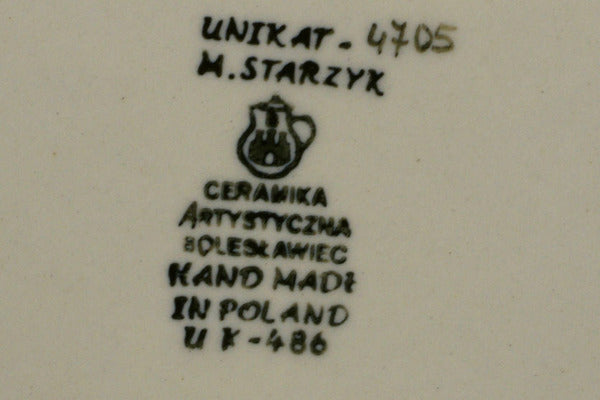 UNIKAT - 4705
M. STARZYK
CERAMIKA
ARTYSTYCZNA
BOLESŁAWIEC
HAND MADE
IN POLAND
U K - 486